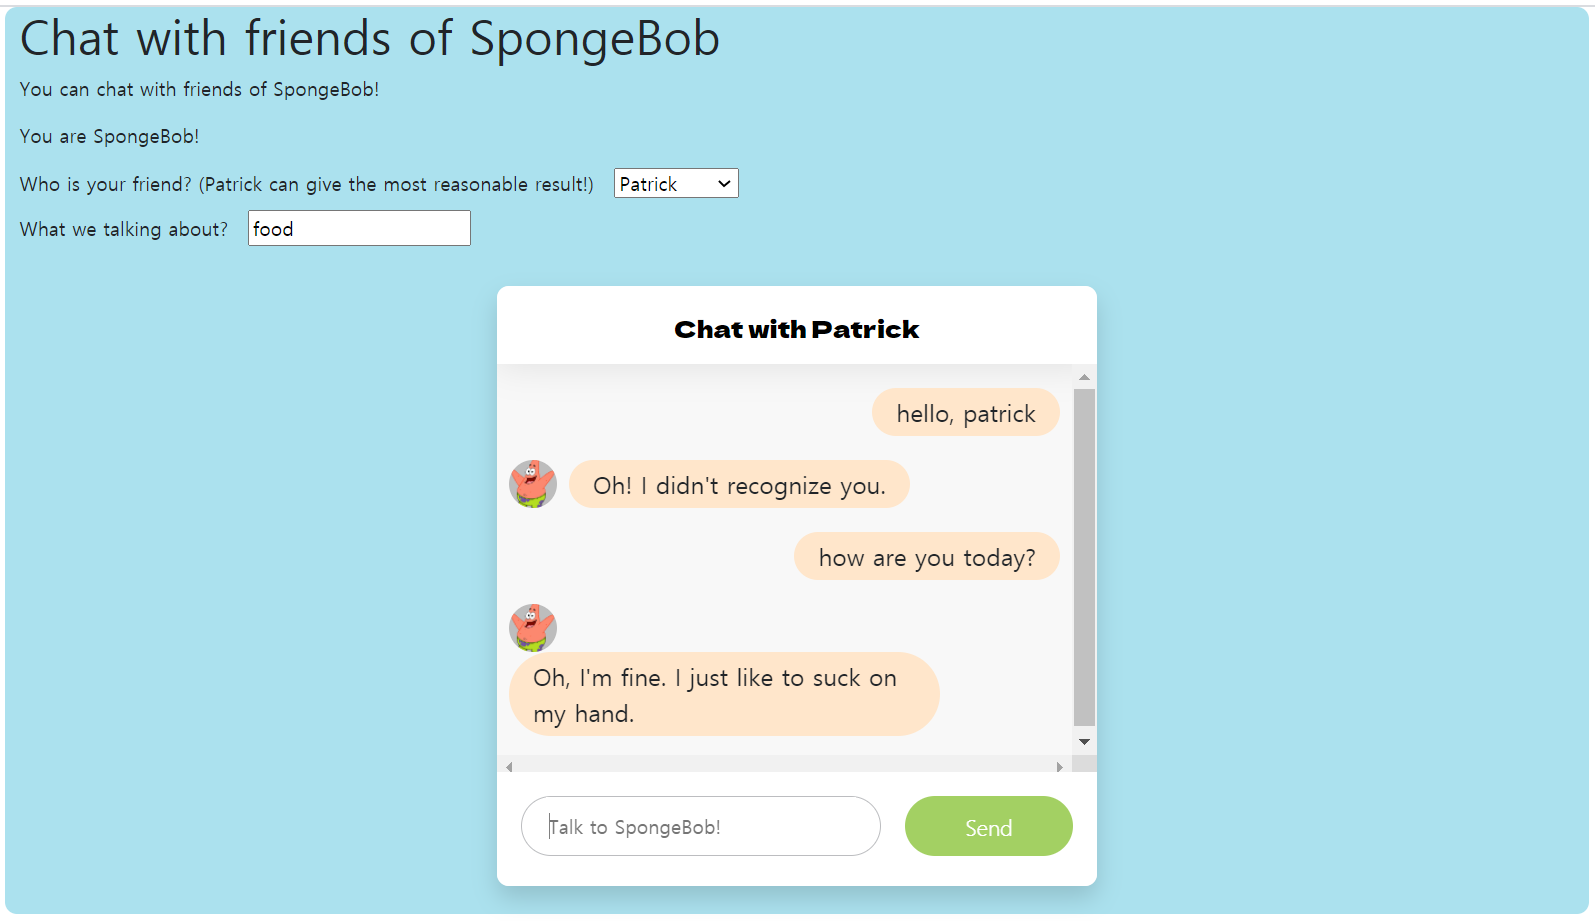 Chat with friends of SpongeBob
You can chat with friends of SpongeBob!
You are SpongeBob!
Who is your friend? (Patrick can give the most reasonable result!) Patrick
What we talking about? food
Chat with Patrick
hello, patrick
Oh! I didn't recognize you.
how are you today?
Oh, I'm fine. I just like to suck on
my hand.
Talk to SpongeBob! Send